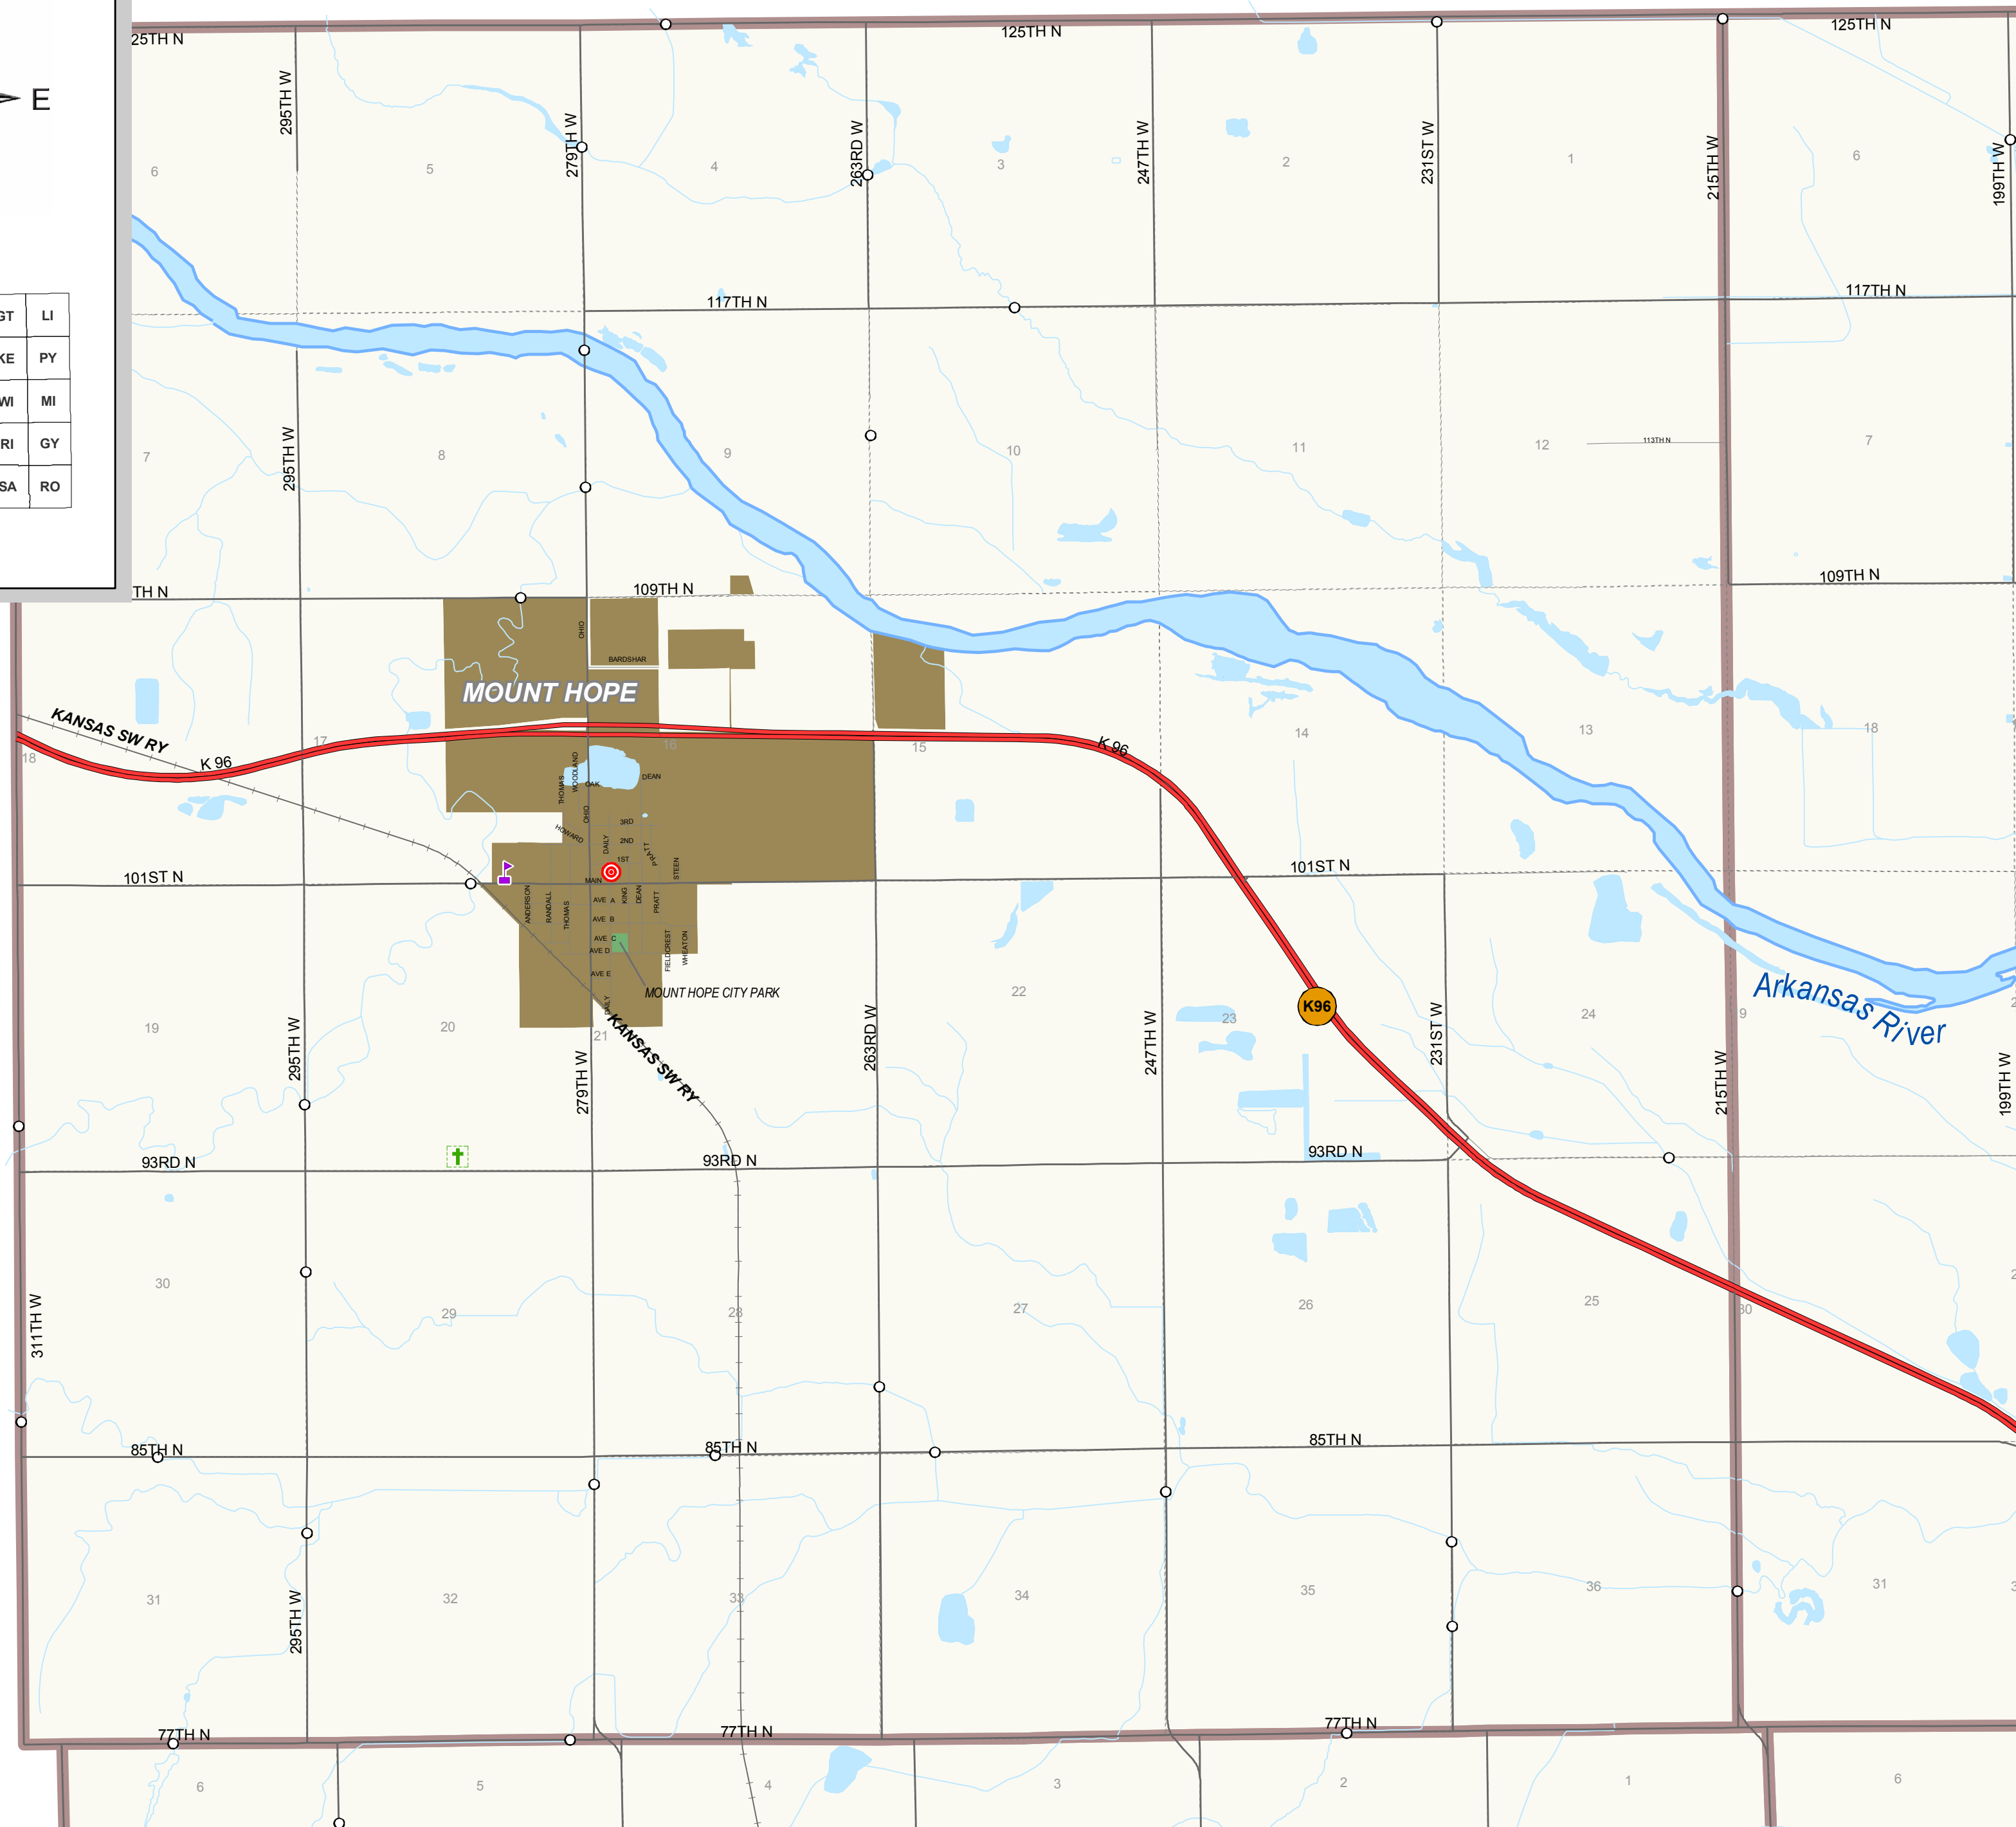 25TH N
125TH N
125TH N
E
295TH W
279TH W
263RD W
247TH W
231ST W
215TH W
199TH W
6
5
4
3
2
1
6
GT LI
KE PY
WI MI
RI GY
SA RO
117TH N
117TH N
295TH W
7
8
9
10
11
12
113TH N
7
TH N
109TH N
109TH N
OHIO
BARDSHAR
MOUNT HOPE
KANSAS SW RY
K 96
K 96
18
17
16
15
14
13
18
THOMAS
WOODLAND
OAK
DEAN
OHIO
HOWARD
DAILY
3RD
2ND
1ST
PRATT
STEEN
MAIN
101ST N
101ST N
ANDERSON
RANDALL
THOMAS
AVE A
AVE B
AVE C
AVE D
AVE E
KING
DEAN
PRATT
FIELDCREST
WHEATON
DAILY
MOUNT HOPE CITY PARK
KANSAS SW RY
K96
Arkansas River
19
20
21
22
23
24
9
295TH W
279TH W
263RD W
247TH W
231ST W
215TH W
199TH W
93RD N
93RD N
93RD N
311TH W
30
29
28
27
26
25
30
85TH N
85TH N
85TH N
295TH W
31
32
33
34
35
36
31
77TH N
77TH N
77TH N
6
5
4
3
2
1
6